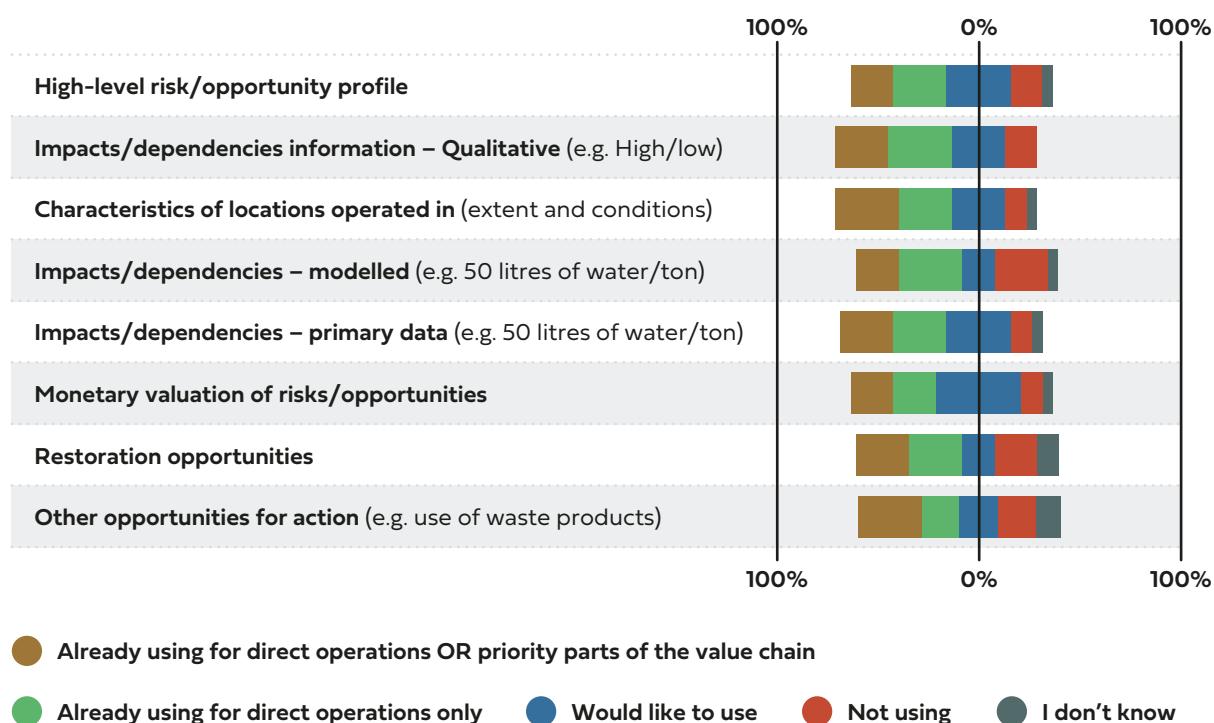 100% 0% 100%
High-level risk/opportunity profile
Impacts/dependencies information – Qualitative (e.g. High/low)
Characteristics of locations operated in (extent and conditions)
Impacts/dependencies – modelled (e.g. 50 litres of water/ton)
Impacts/dependencies – primary data (e.g. 50 litres of water/ton)
Monetary valuation of risks/opportunities
Restoration opportunities
Other opportunities for action (e.g. use of waste products)
100% 0% 100%
Already using for direct operations OR priority parts of the value chain
Already using for direct operations only Would like to use Not using I don't know